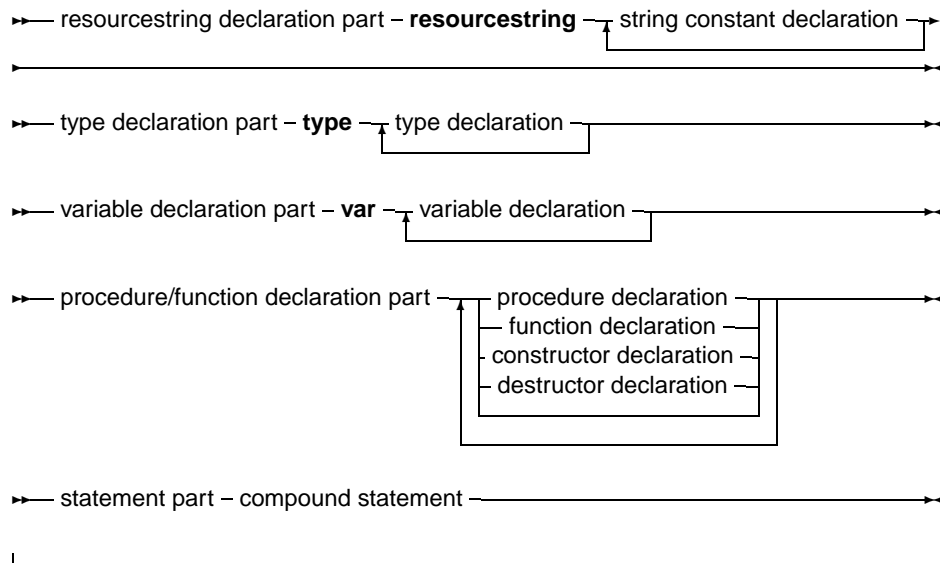 resourcestring declaration part resourcestring string constant declaration
type declaration part type type declaration
variable declaration part var variable declaration
procedure/function declaration part procedure declaration
function declaration
constructor declaration
destructor declaration
statement part compound statement